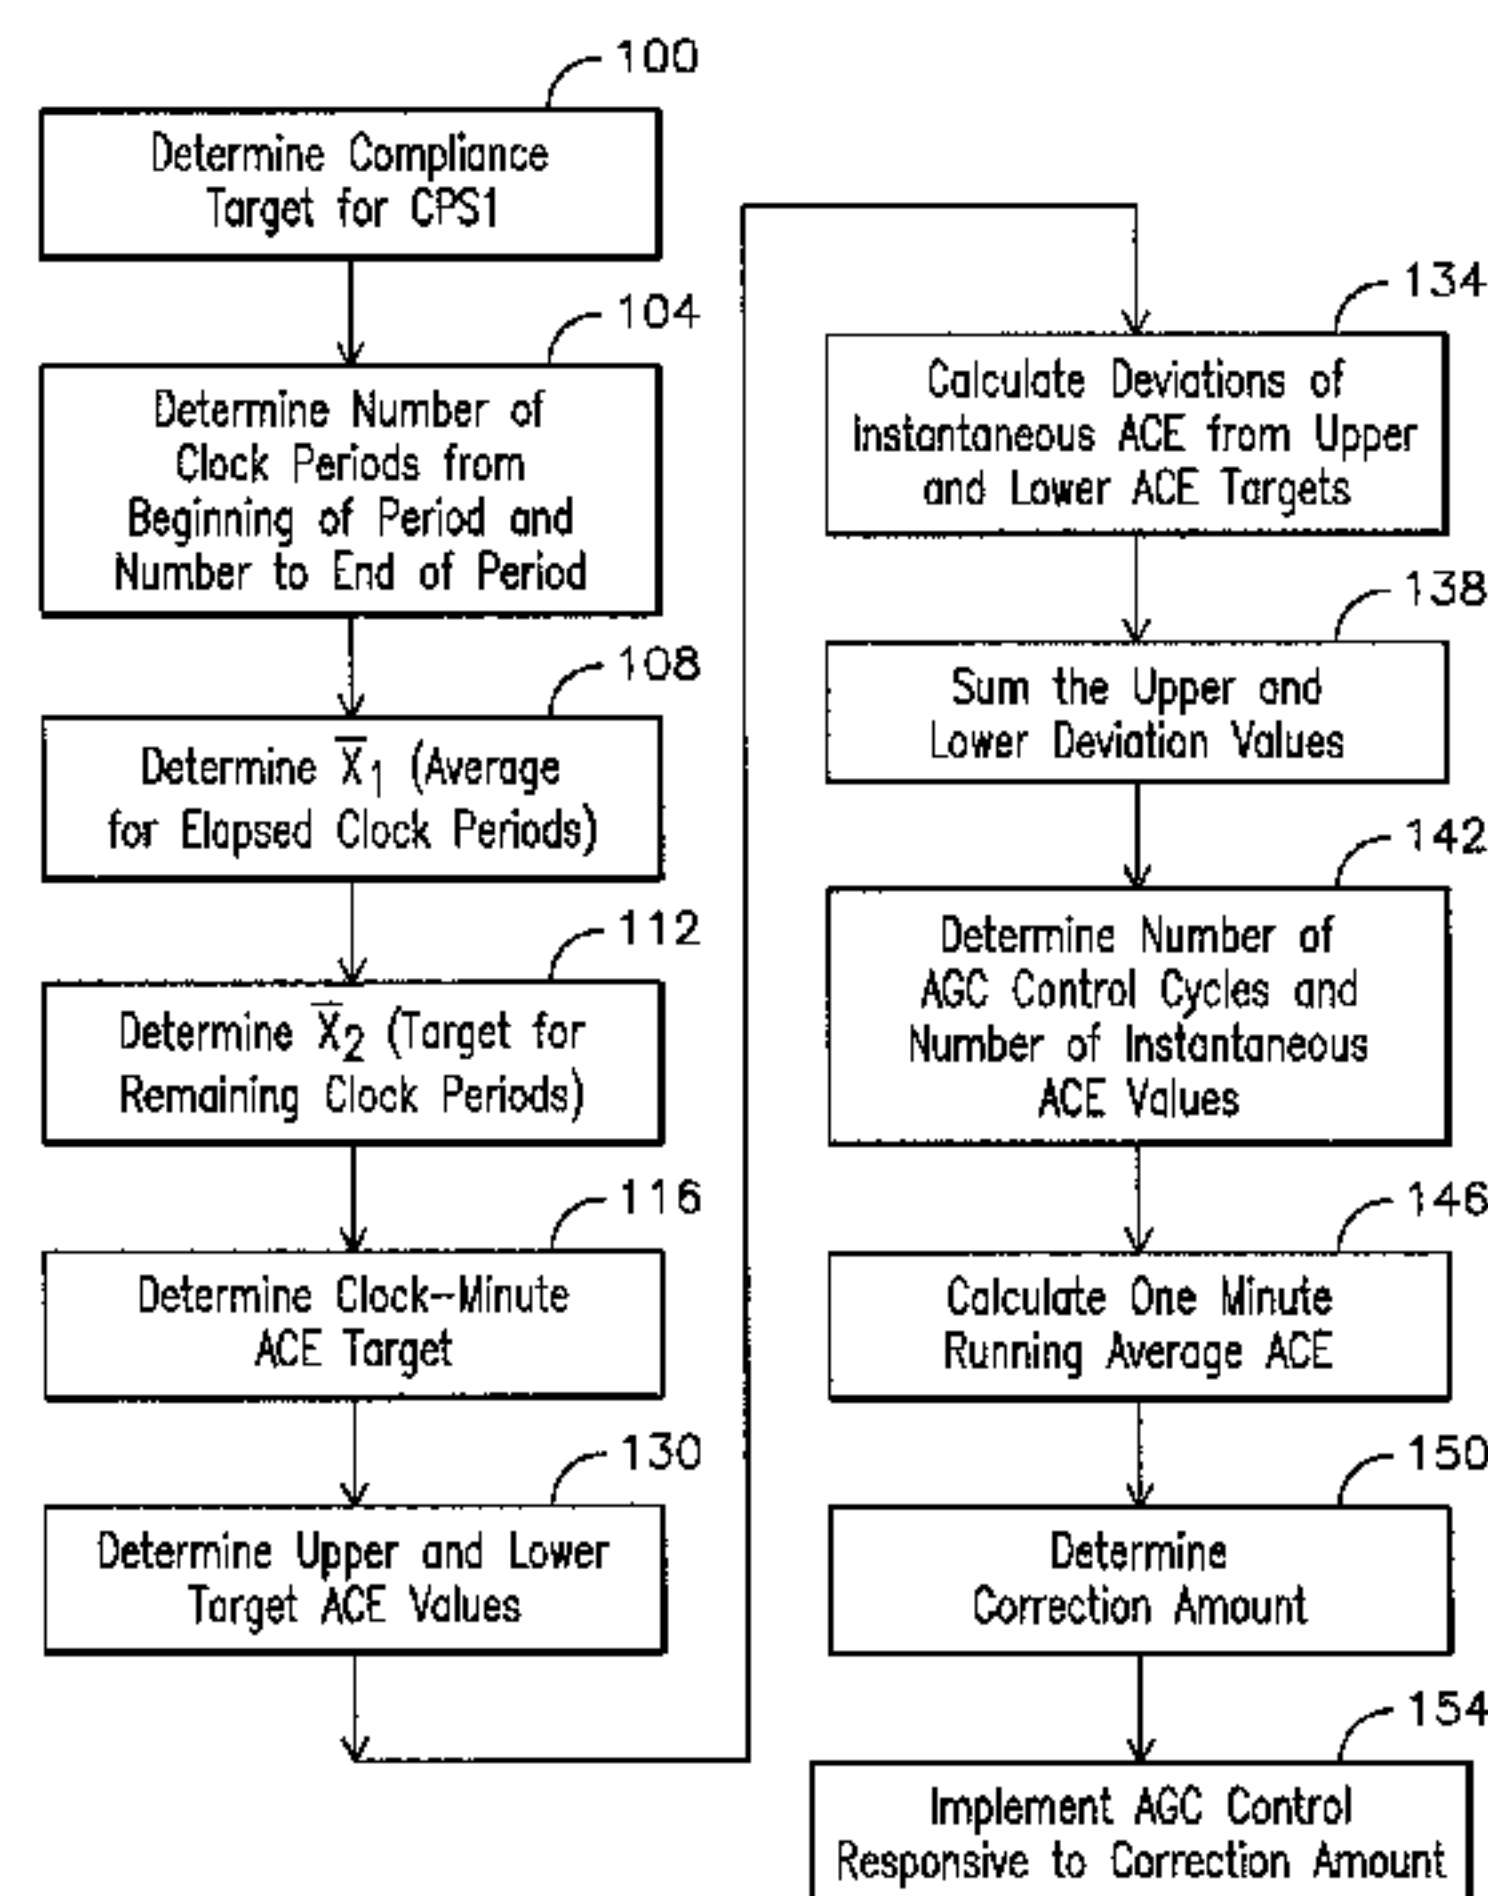 100
Determine Compliance
Target for CPS1
104
Determine Number of
Clock Periods from
Beginning of Period and
Number to End of Period
108
Determine X̅1 (Average
for Elapsed Clock Periods)
112
Determine X̅2 (Target for
Remaining Clock Periods)
116
Determine Clock-Minute
ACE Target
130
Determine Upper and Lower
Target ACE Values
134
Calculate Deviations of
Instantaneous ACE from Upper
and Lower ACE Targets
138
Sum the Upper and
Lower Deviation Values
142
Determine Number of
AGC Control Cycles and
Number of Instantaneous
ACE Values
146
Calculate One Minute
Running Average ACE
150
Determine
Correction Amount
154
Implement AGC Control
Responsive to Correction Amount